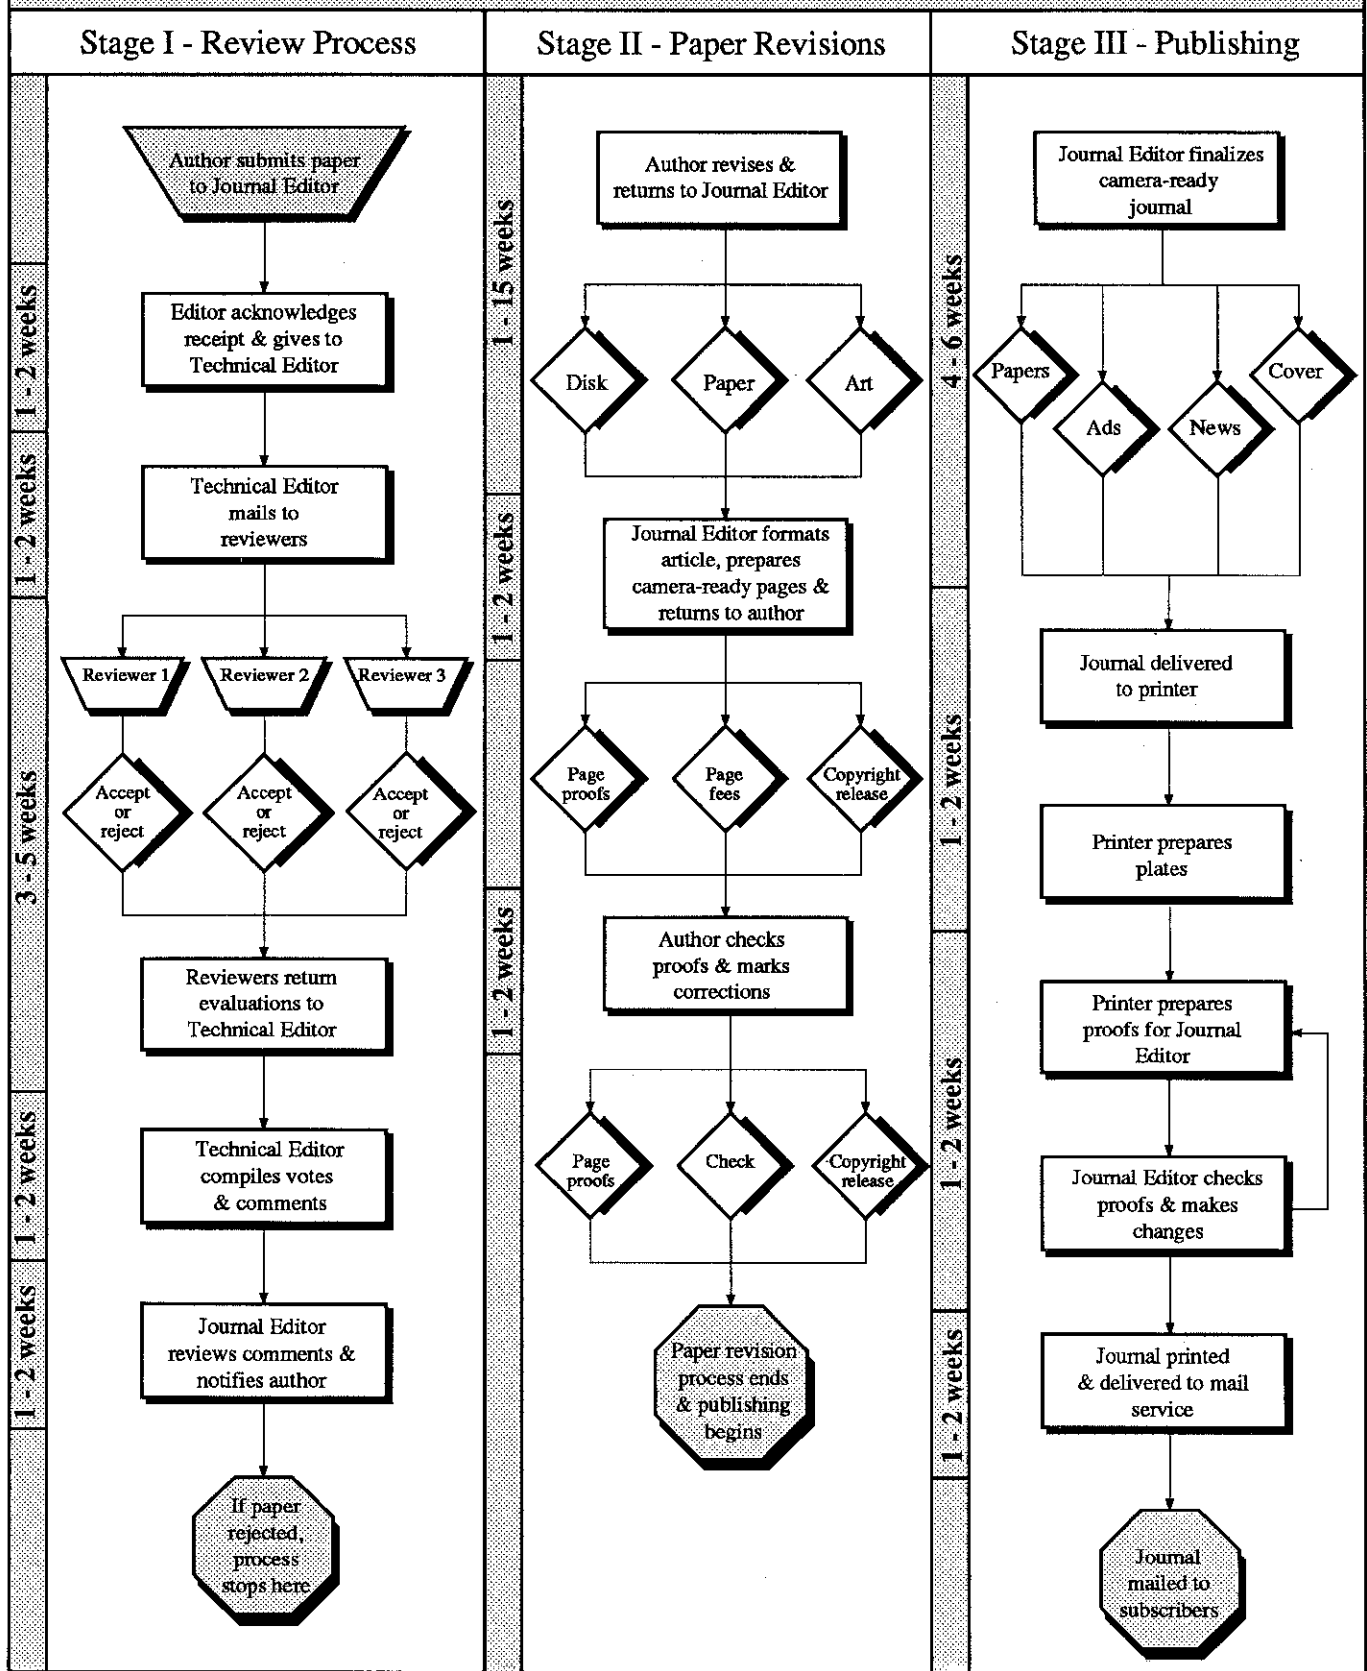 Stage I - Review Process
Stage II - Paper Revisions
Stage III - Publishing
1 - 2 weeks
1 - 2 weeks
3 - 5 weeks
1 - 2 weeks
1 - 2 weeks
Author submits paper
to Journal Editor
Editor acknowledges
receipt & gives to
Technical Editor
Technical Editor
mails to
reviewers
Reviewer 1
Reviewer 2
Reviewer 3
Accept
or
reject
Accept
or
reject
Accept
or
reject
Reviewers return
evaluations to
Technical Editor
Technical Editor
compiles votes
& comments
Journal Editor
reviews comments &
notifies author
If paper
rejected,
process
stops here
1 - 15 weeks
1 - 2 weeks
1 - 2 weeks
Author revises &
returns to Journal Editor
Disk
Paper
Art
Journal Editor formats
article, prepares
camera-ready pages &
returns to author
Page
proofs
Page
fees
Copyright
release
Author checks
proofs & marks
corrections
Page
proofs
Check
Copyright
release
Paper revision
process ends
& publishing
begins
4 - 6 weeks
1 - 2 weeks
1 - 2 weeks
1 - 2 weeks
Journal Editor finalizes
camera-ready
journal
Papers
Ads
News
Cover
Journal delivered
to printer
Printer prepares
plates
Printer prepares
proofs for Journal
Editor
Journal Editor checks
proofs & makes
changes
Journal printed
& delivered to mail
service
Journal
mailed to
subscribers